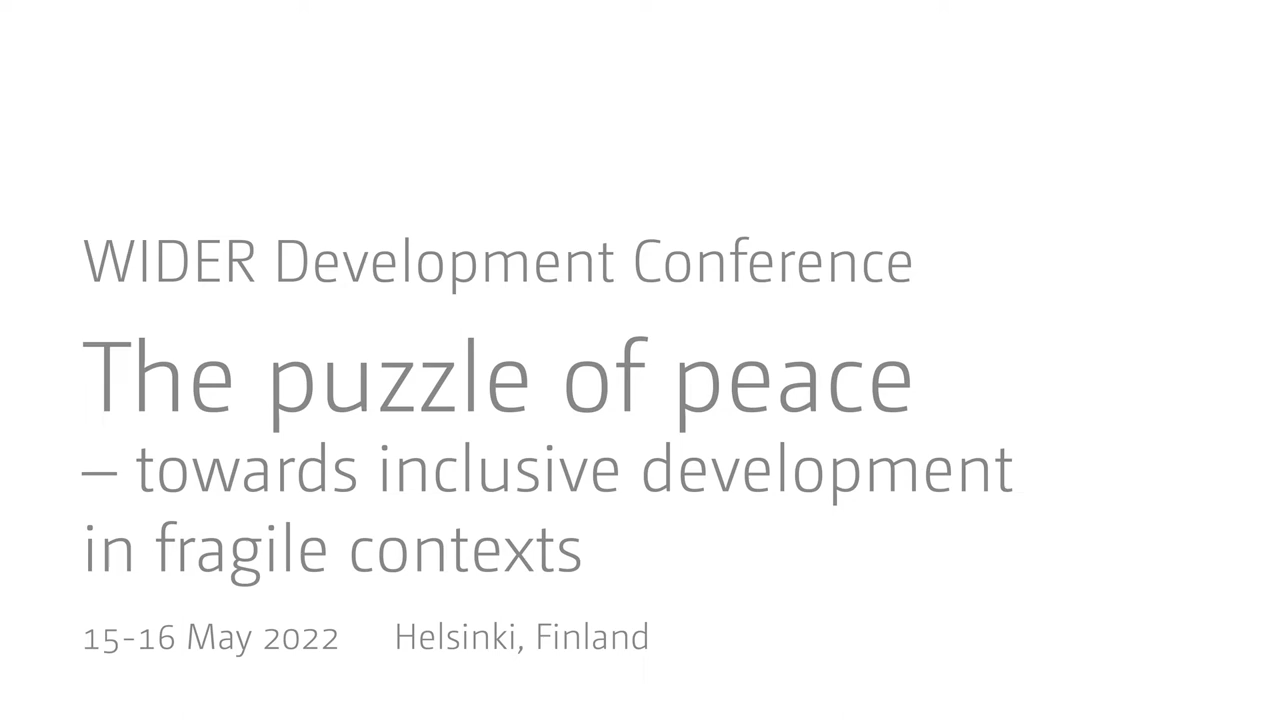 WIDER Development Conference
The puzzle of peace
– towards inclusive development
in fragile contexts
15-16 May 2022 Helsinki, Finland